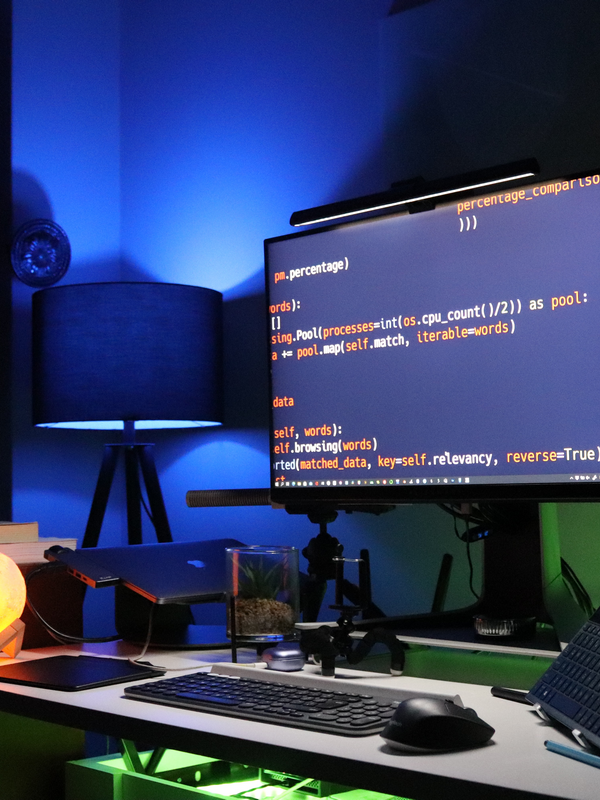 percentage_compariso
)))
pm.percentage)
ords):
[]
sing.Pool(processes=int(os.cpu_count()/2)) as pool:
a += pool.map(self.match, iterable=words)
data
self, words):
elf.browsing(words)
rted(matched_data, key=self.relevancy, reverse=True)